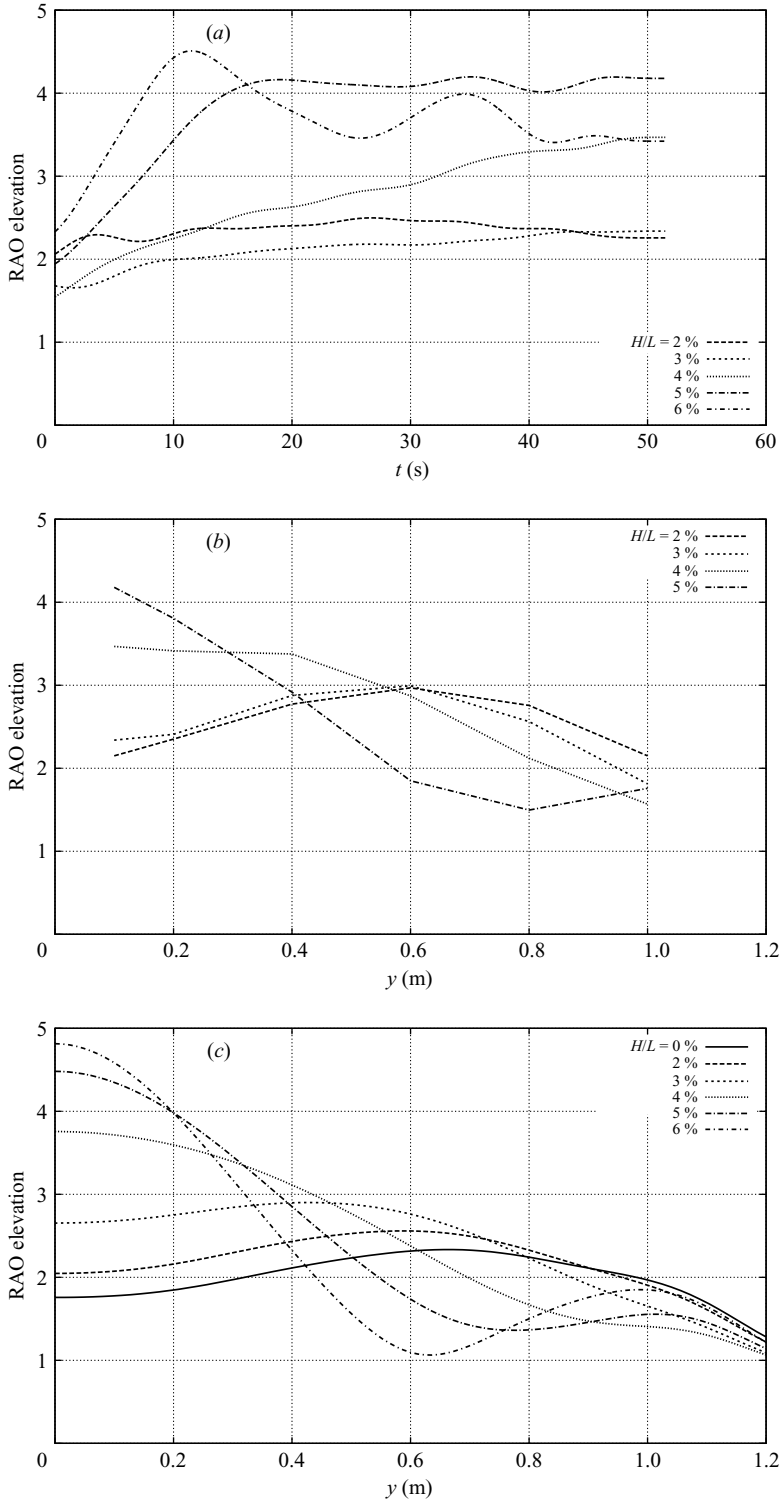 5
(a)
4
3
RAO elevation
2
1
H/L = 2 %
3 %
4 %
5 %
6 %
0 10 20 30 40 50 60
t (s)
5
(b)
H/L = 2 %
3 %
4 %
5 %
4
3
RAO elevation
2
1
0 0.2 0.4 0.6 0.8 1.0 1.2
y (m)
5
(c)
H/L = 0 %
2 %
3 %
4 %
5 %
6 %
4
3
RAO elevation
2
1
0 0.2 0.4 0.6 0.8 1.0 1.2
y (m)